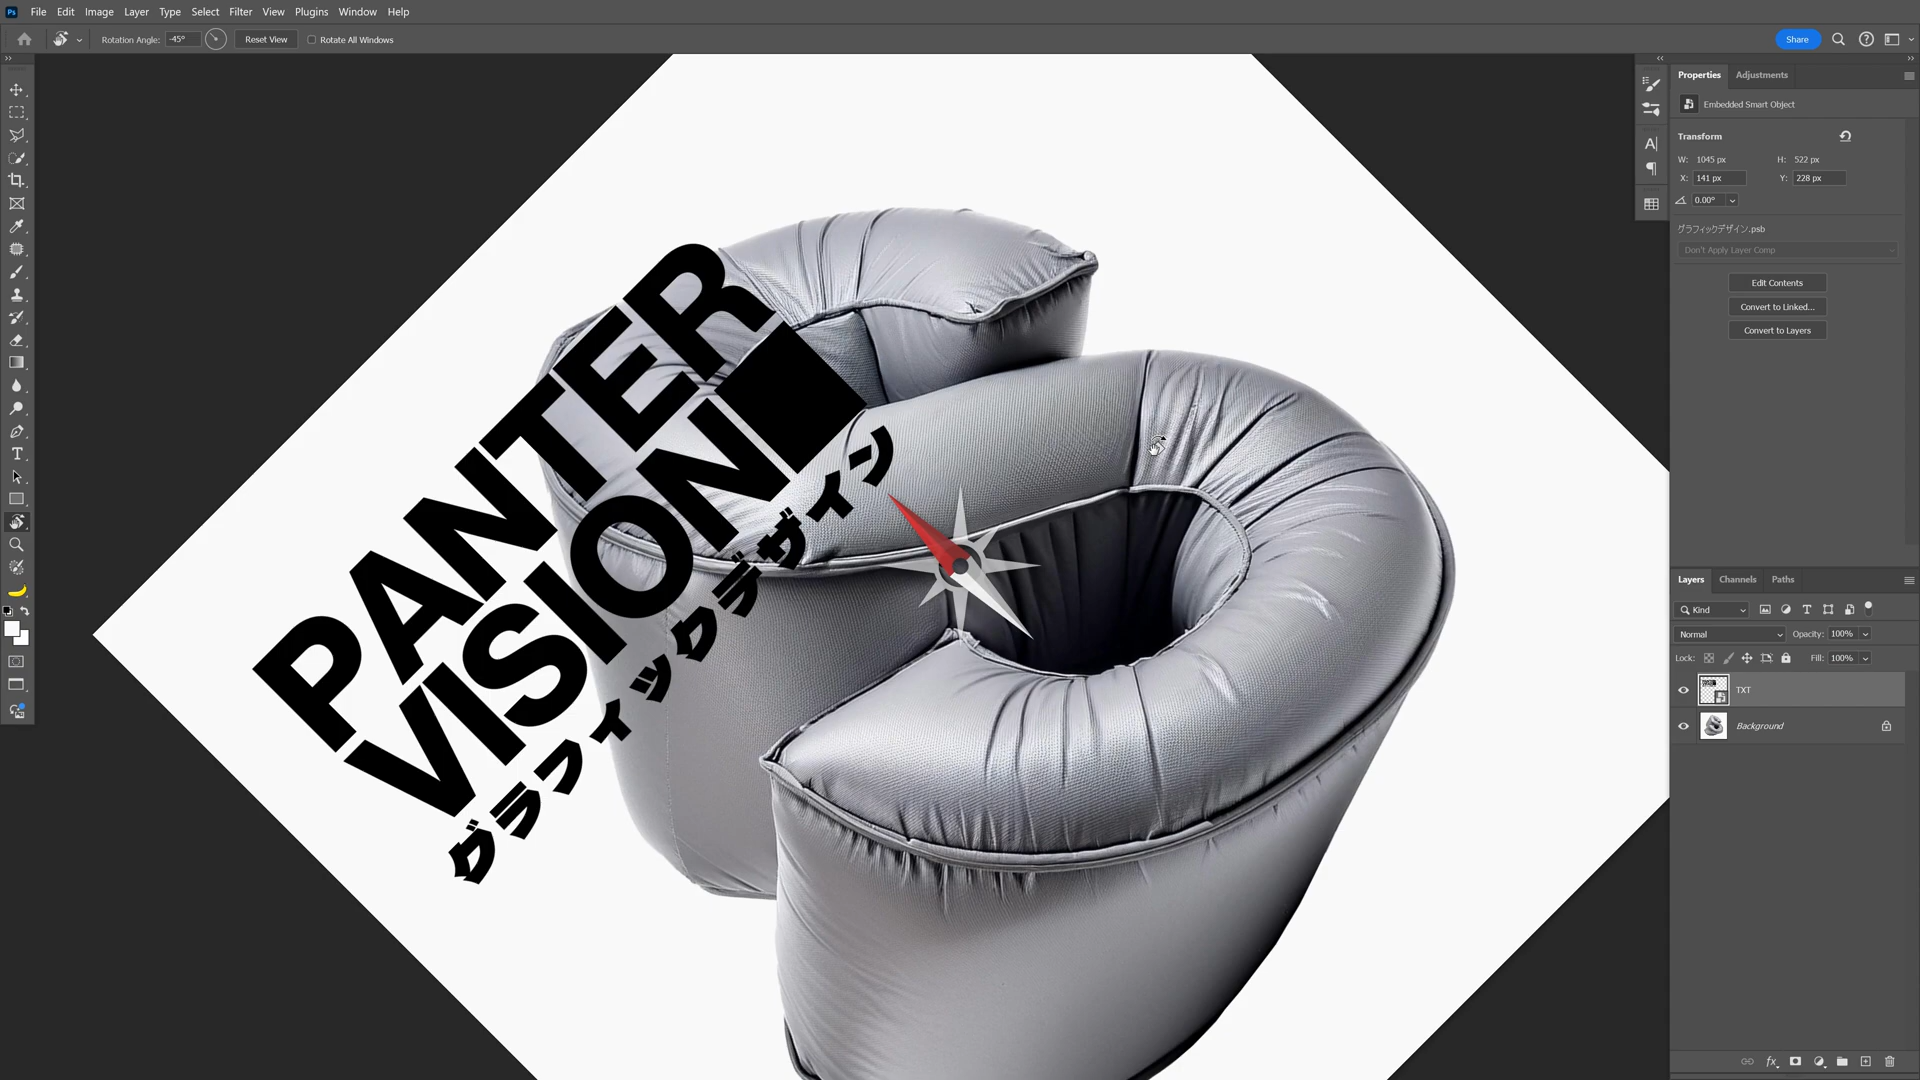 Ps File Edit Image Layer Type Select Filter View Plugins Window Help
Rotation Angle: -45° Reset View Rotate All Windows Share
Properties Adjustments
Embedded Smart Object
Transform
W: 1045 px H: 522 px
X: 141 px Y: 228 px
0.00°
グラフィックデザイン.psb
Don't Apply Layer Comp
Edit Contents
Convert to Linked...
Convert to Layers
PANTER
VISION
グラフィックデザイン
Layers Channels Paths
Kind
Normal Opacity: 100%
Lock: Fill: 100%
TXT
Background